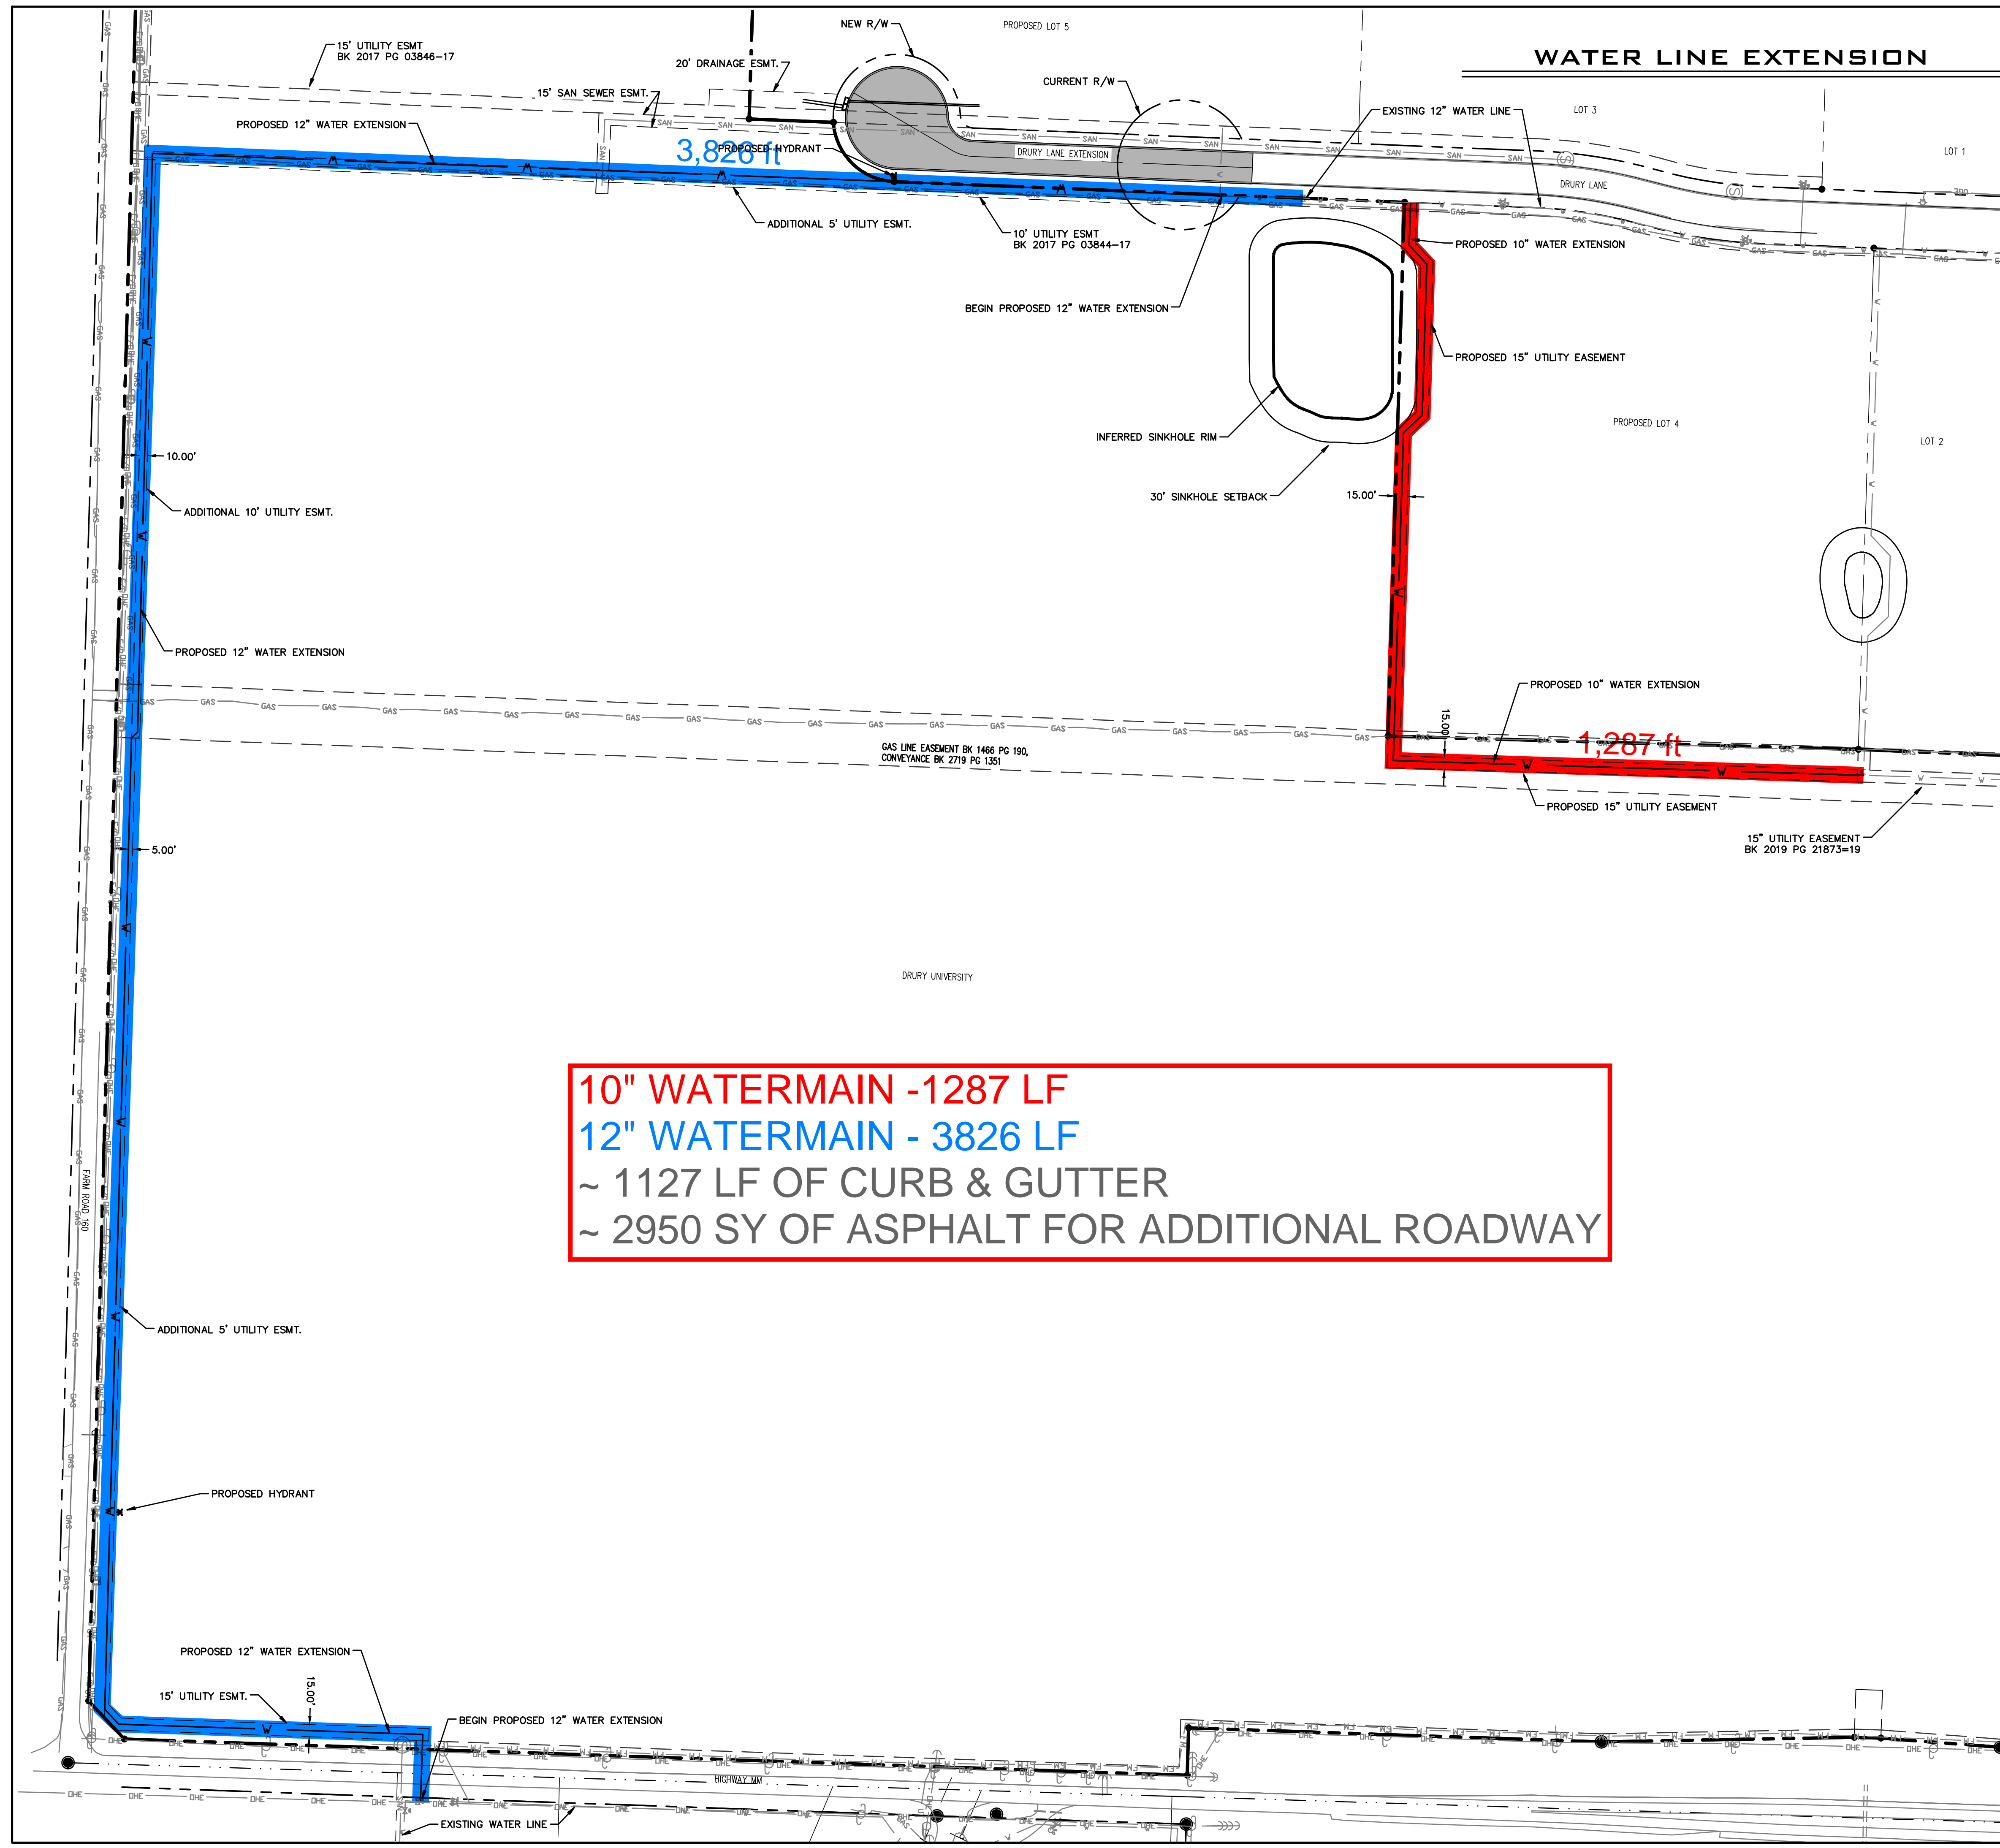 WATER LINE EXTENSION
NEW R/W
PROPOSED LOT 5
15' UTILITY ESMT
BK 2017 PG 03846-17
20' DRAINAGE ESMT.
CURRENT R/W
15' SAN SEWER ESMT.
EXISTING 12" WATER LINE
LOT 3
PROPOSED 12" WATER EXTENSION
3,826 ft
PROPOSED HYDRANT
DRURY LANE EXTENSION
LOT 1
DRURY LANE
ADDITIONAL 5' UTILITY ESMT.
10' UTILITY ESMT
BK 2017 PG 03844-17
PROPOSED 10" WATER EXTENSION
BEGIN PROPOSED 12" WATER EXTENSION
PROPOSED 15" UTILITY EASEMENT
PROPOSED LOT 4
INFERRED SINKHOLE RIM
LOT 2
10.00'
30' SINKHOLE SETBACK
15.00'
ADDITIONAL 10' UTILITY ESMT.
PROPOSED 12" WATER EXTENSION
PROPOSED 10" WATER EXTENSION
15.00'
1,287 ft
GAS LINE EASEMENT BK 1466 PG 190,
CONVEYANCE BK 2719 PG 1351
PROPOSED 15" UTILITY EASEMENT
15" UTILITY EASEMENT
BK 2019 PG 21873=19
5.00'
DRURY UNIVERSITY
10" WATERMAIN -1287 LF
12" WATERMAIN - 3826 LF
~ 1127 LF OF CURB & GUTTER
~ 2950 SY OF ASPHALT FOR ADDITIONAL ROADWAY
FARM ROAD 160
ADDITIONAL 5' UTILITY ESMT.
PROPOSED HYDRANT
PROPOSED 12" WATER EXTENSION
15' UTILITY ESMT.
15.00'
BEGIN PROPOSED 12" WATER EXTENSION
HIGHWAY MM
EXISTING WATER LINE